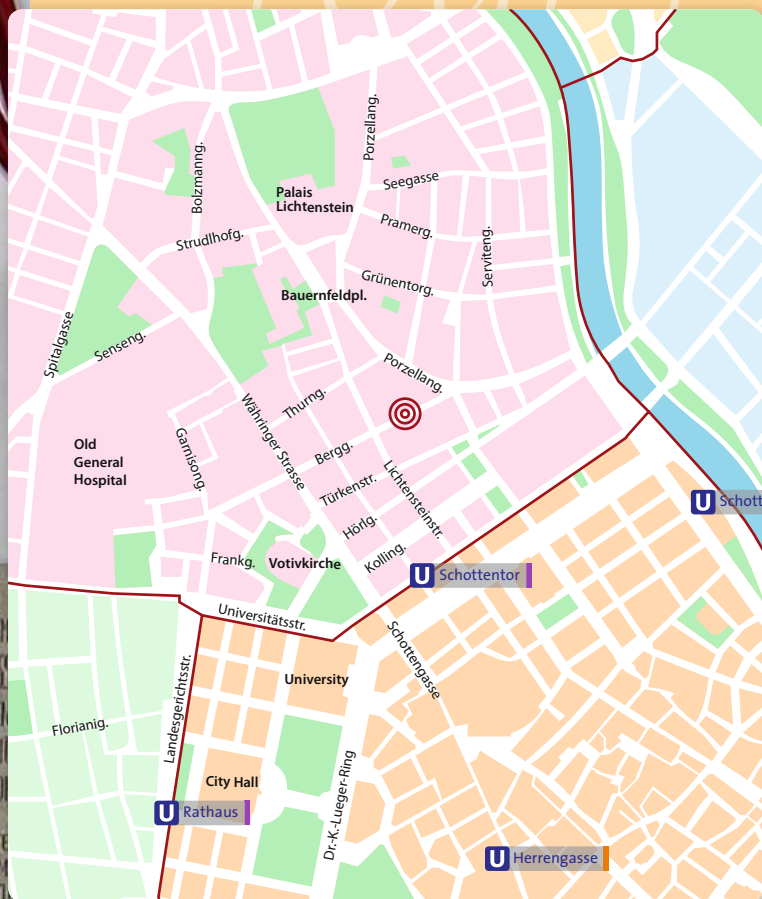 Porzellang.
Bolzmanng.
Seegasse
Palais
Lichtenstein
Pramerg.
Strudlhofg.
Serviteng.
Grünentorg.
Bauernfeldpl.
Spitalgasse
Senseng.
Porzellang.
Thurng.
Währinger Strasse
Garnisong.
Bergg.
Old
General
Hospital
Türkenstr.
Lichtensteinstr.
U Schott
Hörlg.
Kolling.
Frankg.
Votivkirche
U Schottentor
Universitätsstr.
Schottengasse
University
Landesgerichtsstr.
Florianig.
City Hall
Dr.-K.-Lueger-Ring
U Rathaus
U Herrengasse